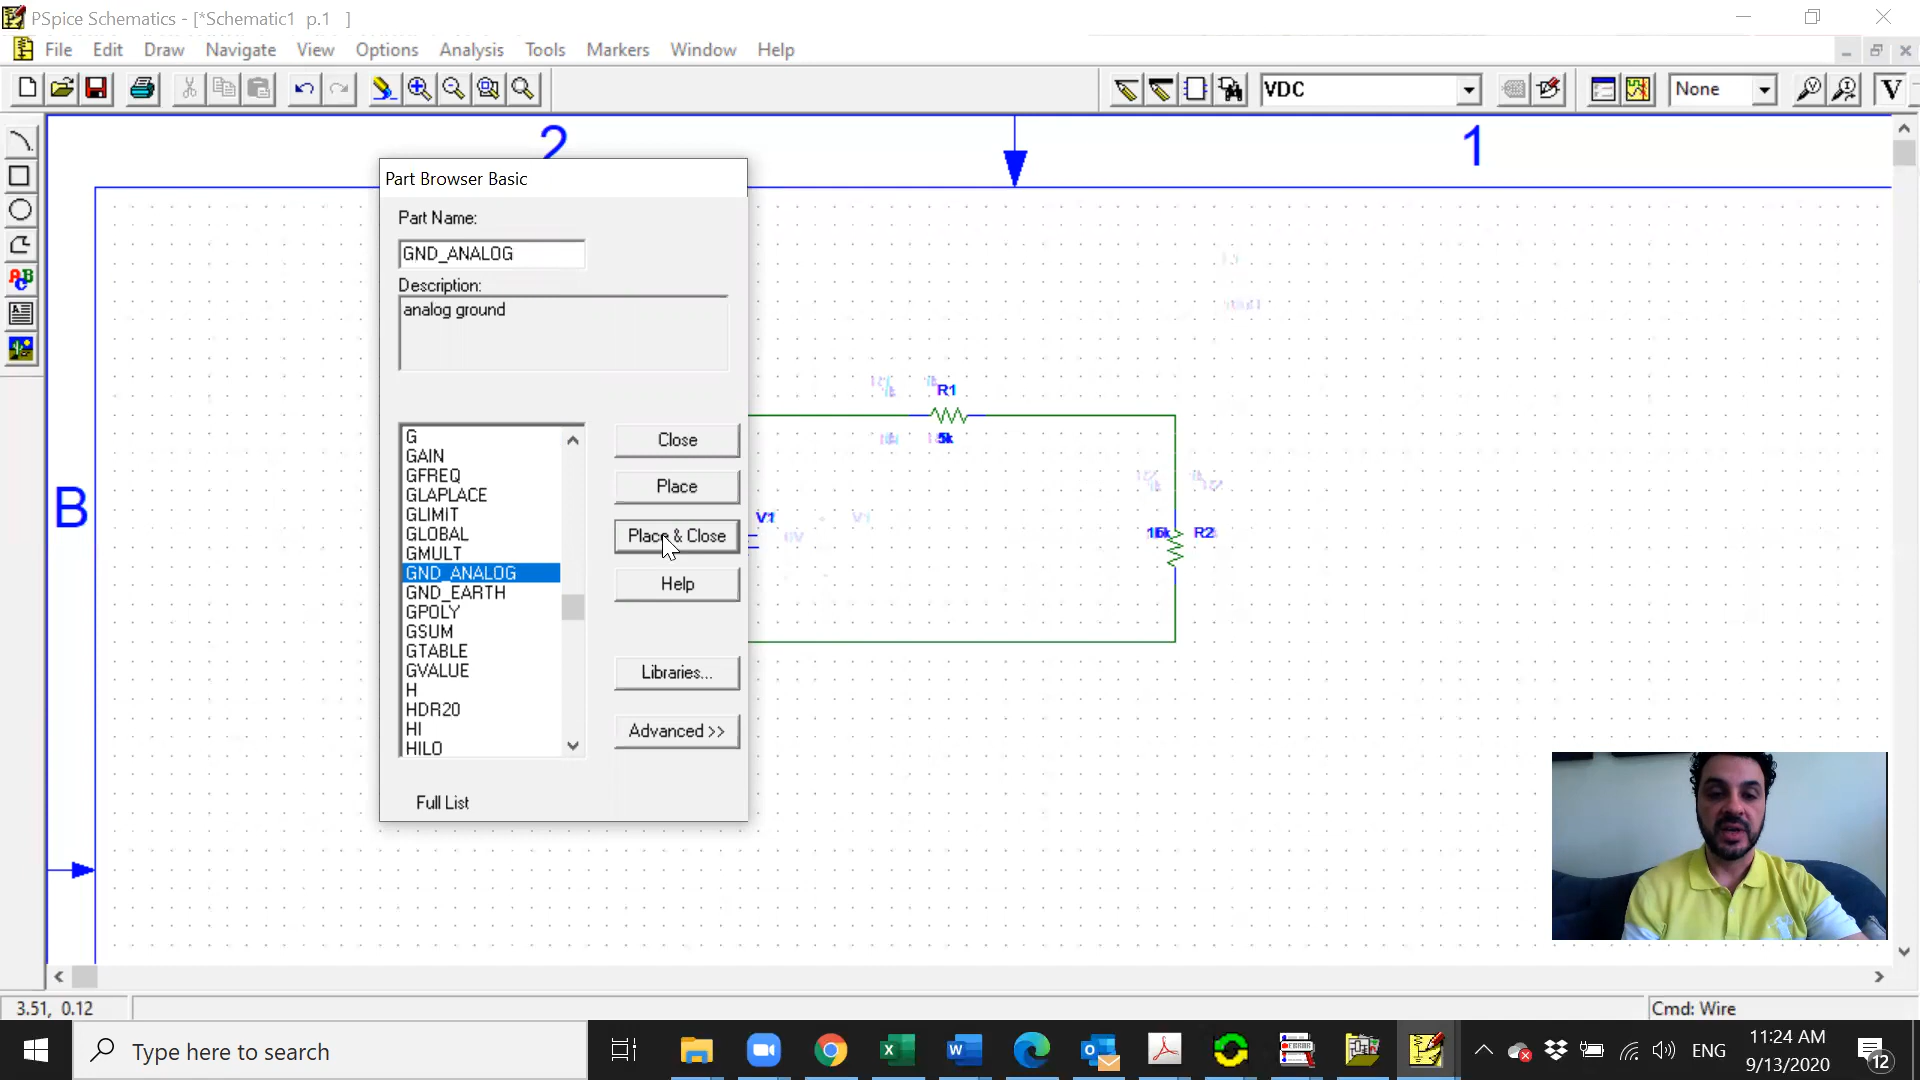 PSpice Schematics - [*Schematic1 p.1 ]
File Edit Draw Navigate View Options Analysis Tools Markers Window Help
VDC
None
V
2
1
B
Part Browser Basic
Part Name:
GND_ANALOG
Description:
analog ground
G
GAIN
GFREQ
GLAPLACE
GLIMIT
GLOBAL
GMULT
GND_ANALOG
GND_EARTH
GPOLY
GSUM
GTABLE
GVALUE
H
HDR20
HI
HILO
Close
Place
Place & Close
Help
Libraries...
Advanced >>
Full List
R1
5k
V1
R2
3.51, 0.12
Cmd: Wire
Type here to search
ENG
11:24 AM
9/13/2020
12